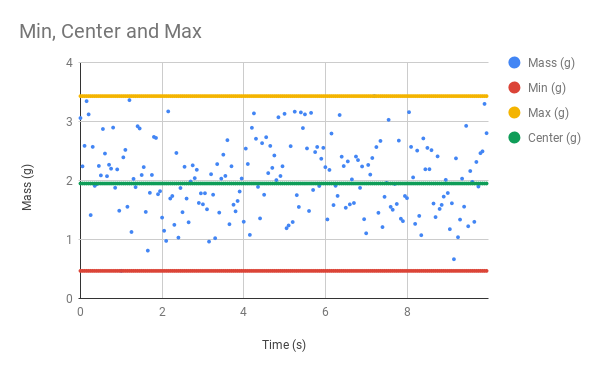 Min, Center and Max
Mass (g)
4
3
2
1
0
0 2 4 6 8
Time (s)
Mass (g)
Min (g)
Max (g)
Center (g)